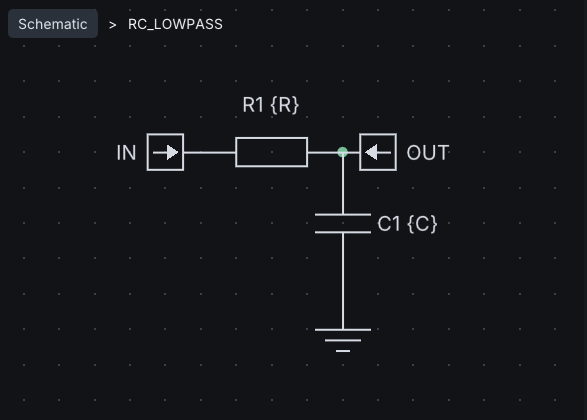 Schematic > RC_LOWPASS
R1 {R}
IN
OUT
C1 {C}